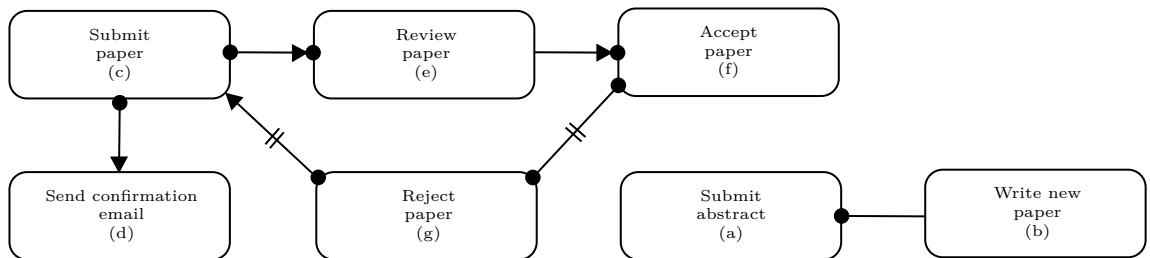 Submit
paper
(c)
Review
paper
(e)
Accept
paper
(f)
Send confirmation
email
(d)
Reject
paper
(g)
Submit
abstract
(a)
Write new
paper
(b)